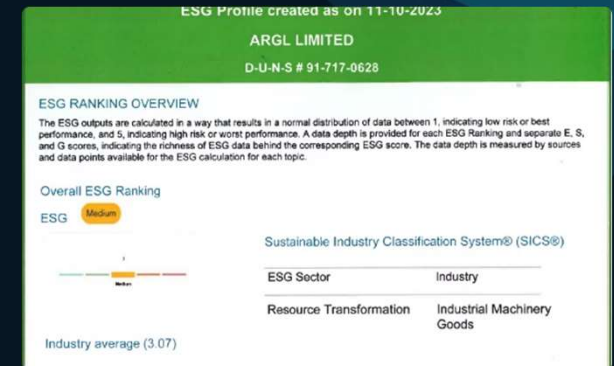 ESG Profile created as on 11-10-2023
ARGL LIMITED
D-U-N-S # 91-717-0628
ESG RANKING OVERVIEW
The ESG outputs are calculated in a way that results in a normal distribution of data between 1, indicating low risk or best
performance, and 5, indicating high risk or worst performance. A data depth is provided for each ESG Ranking and separate E, S,
and G scores, indicating the richness of ESG data behind the corresponding ESG score. The data depth is measured by sources
and data points available for the ESG calculation for each topic.
Overall ESG Ranking
ESG Medium
Sustainable Industry Classification System® (SICS®)
ESG Sector Industry
Medium
Resource Transformation Industrial Machinery
Goods
Industry average (3.07)